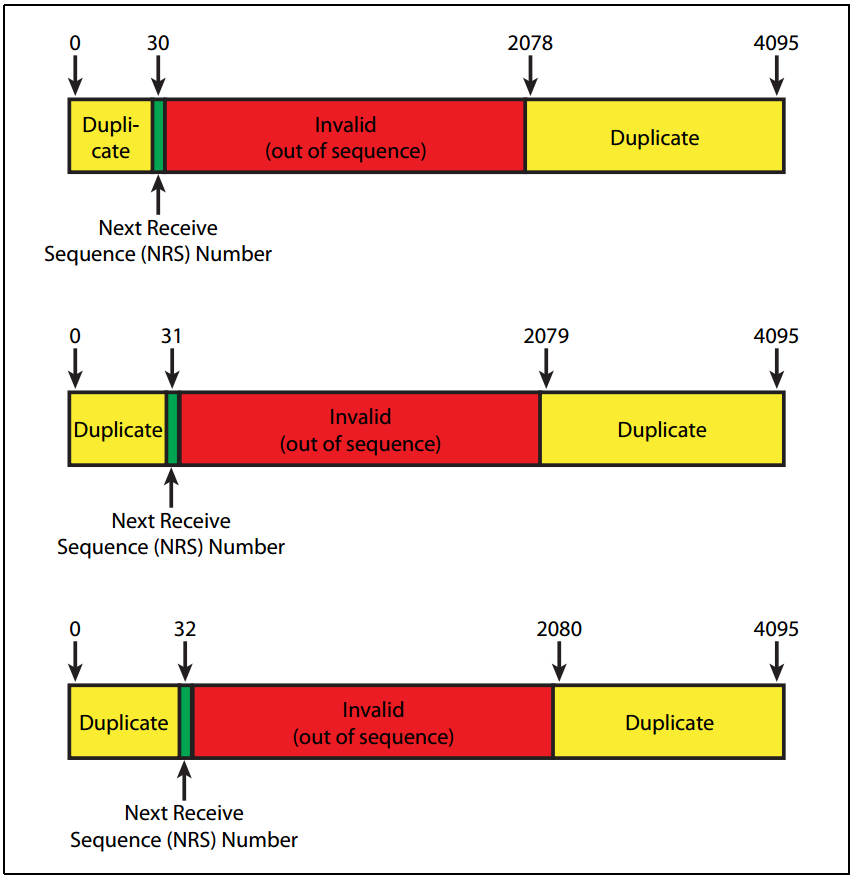 0 30 2078 4095
Dupli-
cate
Invalid
(out of sequence)
Duplicate
Next Receive
Sequence (NRS) Number
0 31 2079 4095
Duplicate
Invalid
(out of sequence)
Duplicate
Next Receive
Sequence (NRS) Number
0 32 2080 4095
Duplicate
Invalid
(out of sequence)
Duplicate
Next Receive
Sequence (NRS) Number